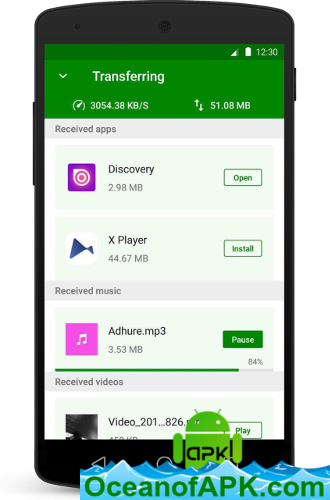 12:30
Transferring
3054.38 KB/S 51.08 MB
Received apps
Discovery
2.98 MB
Open
X Player
44.67 MB
Install
Received music
Adhure.mp3
3.53 MB
Pause
84%
Received videos
Video_201...826.
Play
apk!
OceanofAPK.com